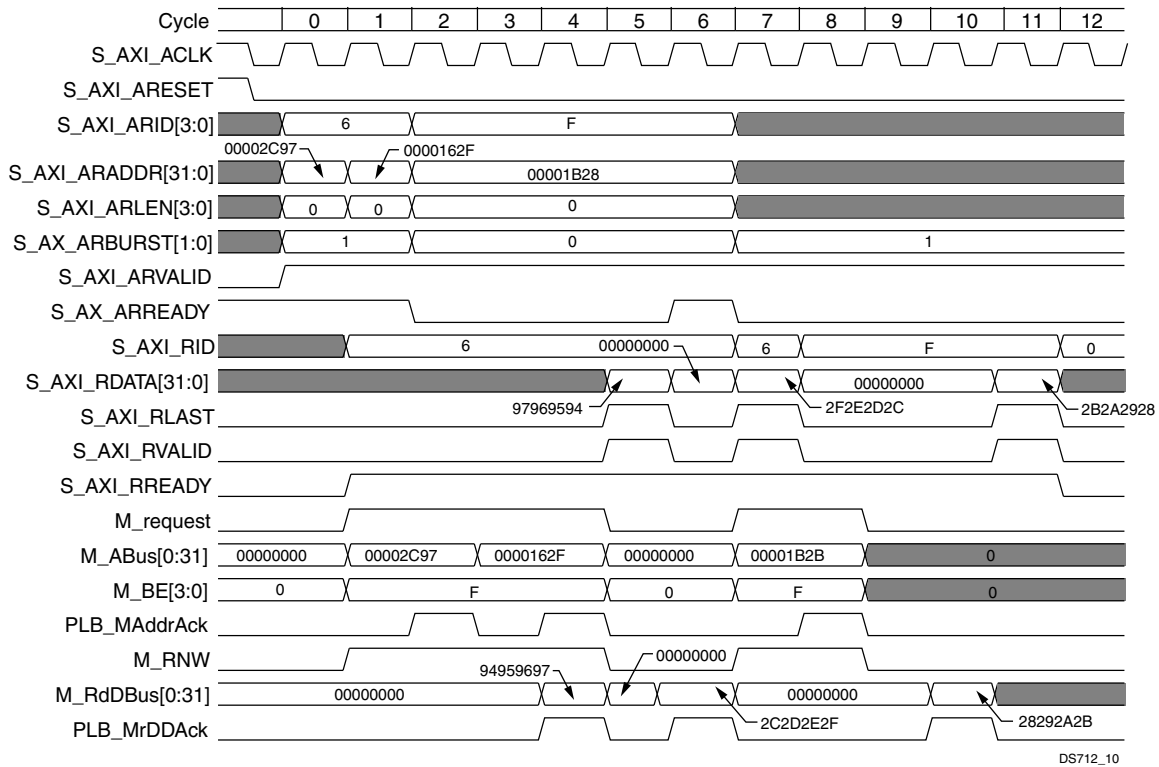 Cycle 0 1 2 3 4 5 6 7 8 9 10 11 12
S_AXI_ACLK
S_AXI_ARESET
S_AXI_ARID[3:0] 6 F
00002C97 0000162F
S_AXI_ARADDR[31:0] 00001B28
S_AXI_ARLEN[3:0] 0 0 0
S_AX_ARBURST[1:0] 1 0 1
S_AXI_ARVALID
S_AX_ARREADY
S_AXI_RID 6 00000000 6 F 0
S_AXI_RDATA[31:0] 00000000
97969594 2F2E2D2C 2B2A2928
S_AXI_RLAST
S_AXI_RVALID
S_AXI_RREADY
M_request
M_ABus[0:31] 00000000 00002C97 0000162F 00000000 00001B2B 0
M_BE[3:0] 0 F 0 F 0
PLB_MAddrAck
M_RNW 94959697 00000000
M_RdDBus[0:31] 00000000 00000000
PLB_MrDDAck 2C2D2E2F 28292A2B
DS712_10